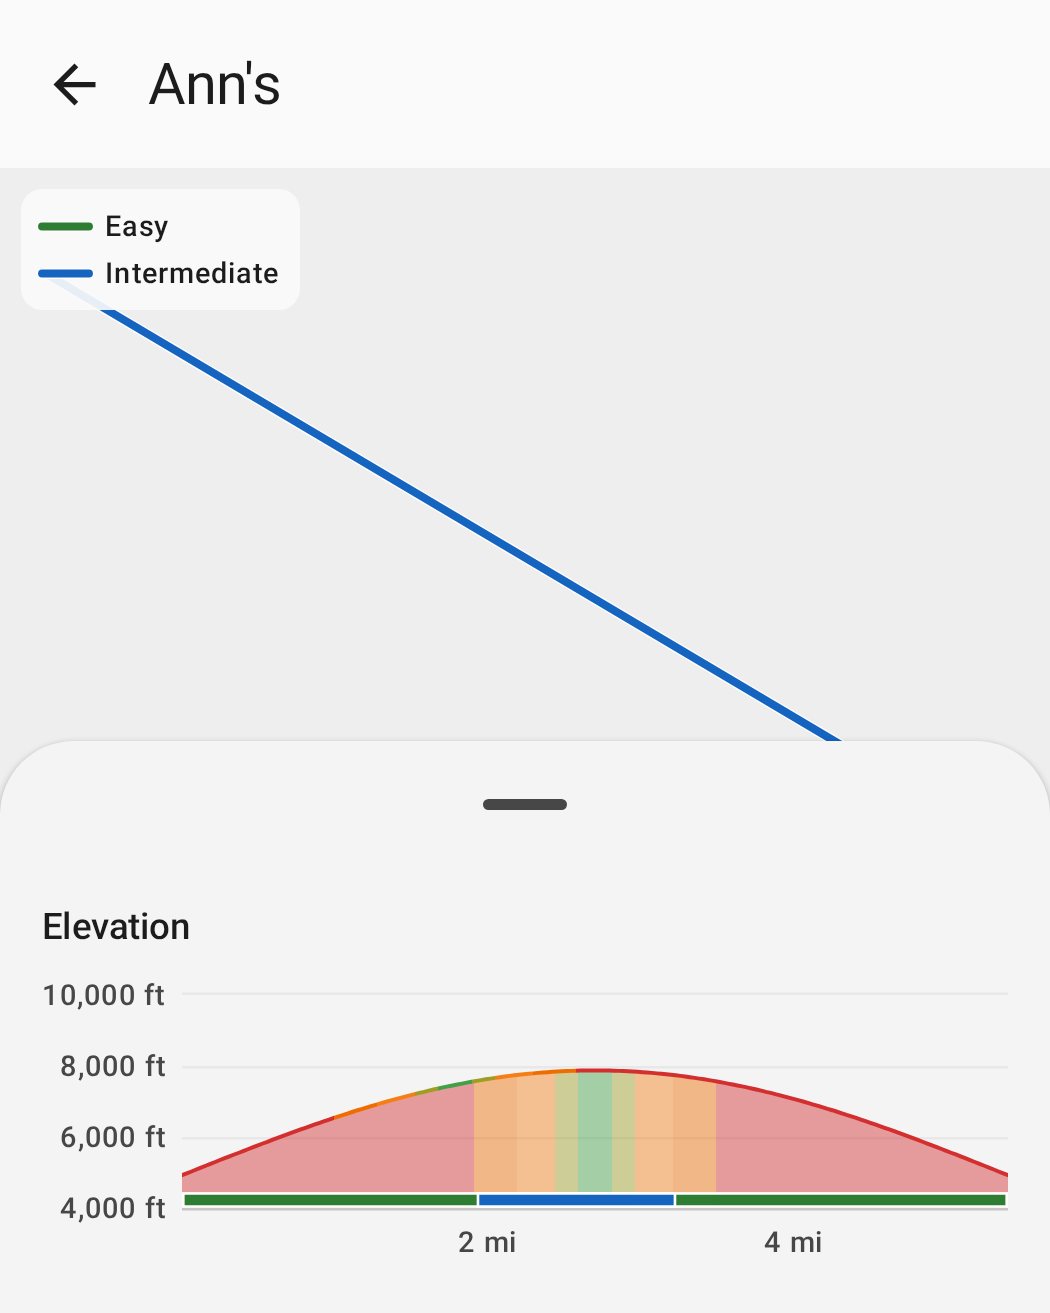 Ann's
Easy
Intermediate
Elevation
10,000 ft
8,000 ft
6,000 ft
4,000 ft
2 mi
4 mi